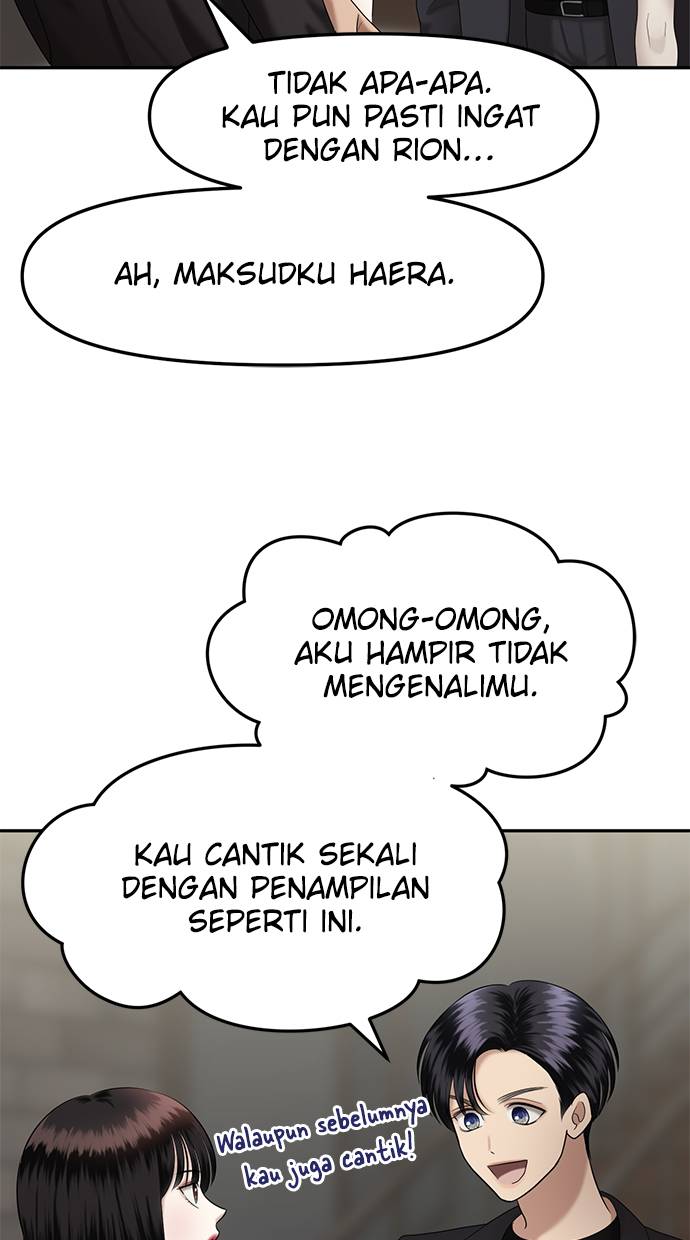 TIDAK APA-APA.
KAU PUN PASTI INGAT
DENGAN RION...
AH, MAKSUDKU HAERA.
OMONG-OMONG,
AKU HAMPIR TIDAK
MENGENALIMU.
KAU CANTIK SEKALI
DENGAN PENAMPILAN
SEPERTI INI.
Walaupun sebelumnya
kau juga cantik!